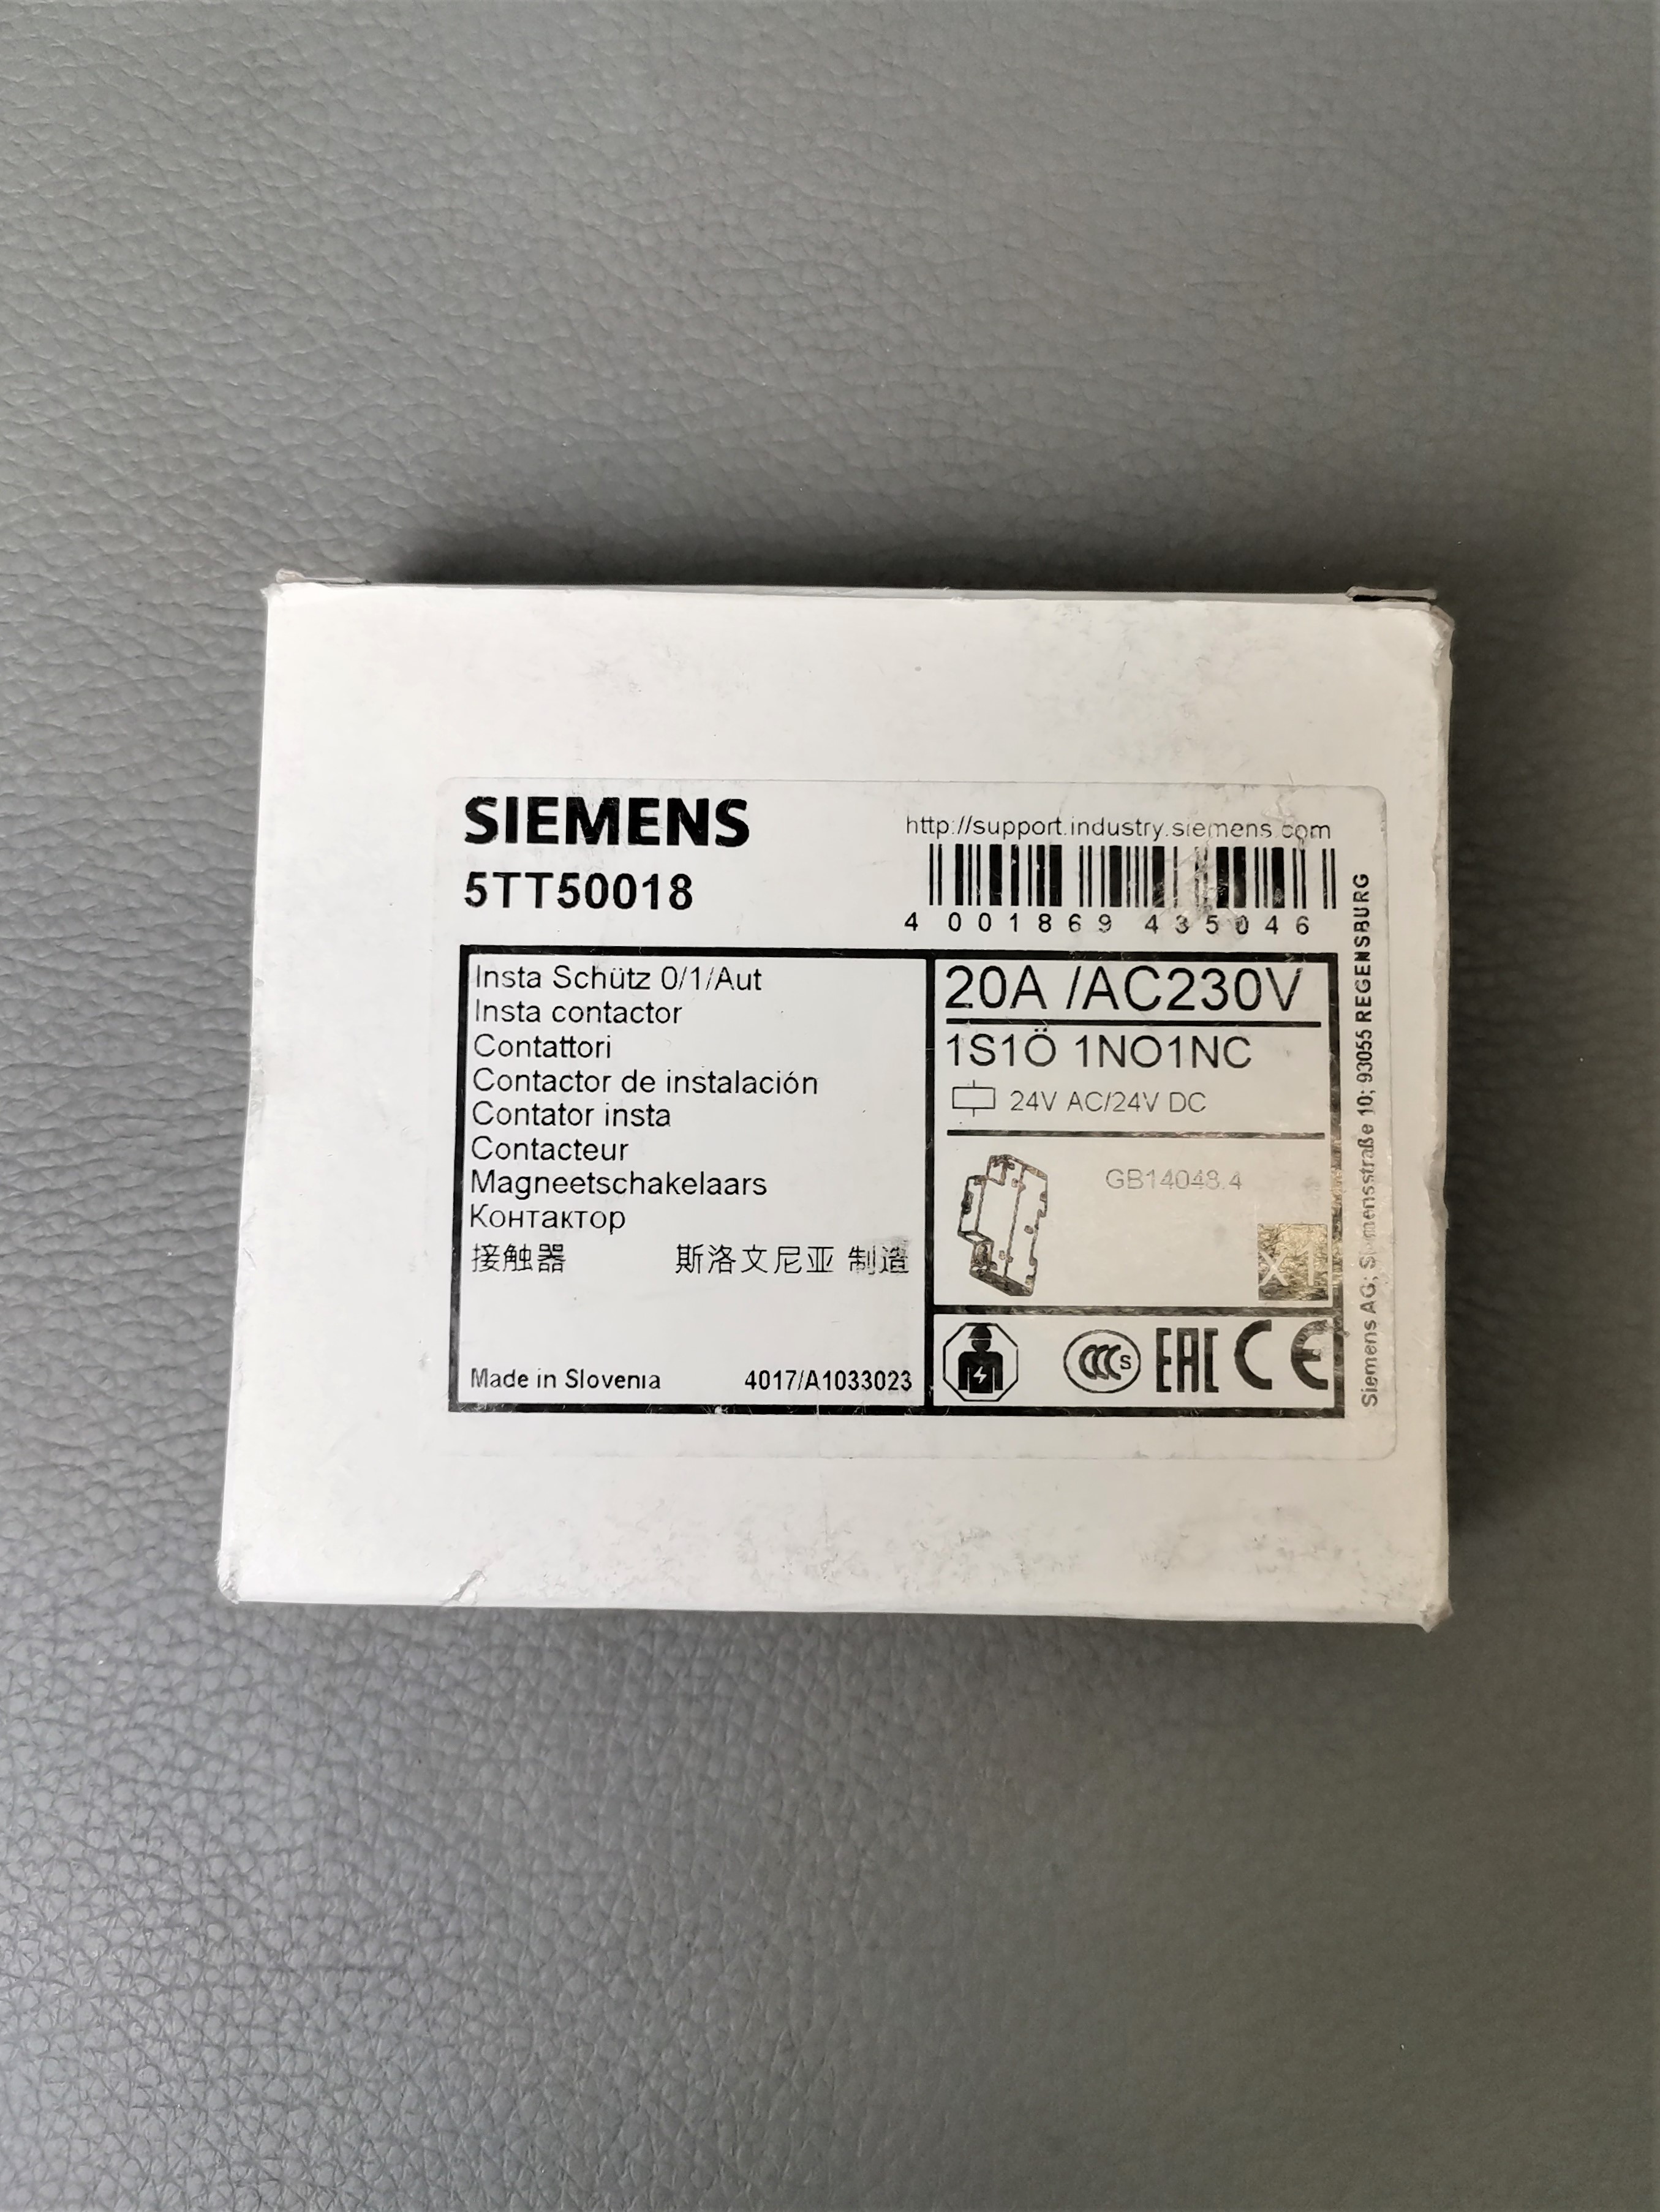 SIEMENS
5TT50018
http://support.industry.siemens.com
4 001869 435046
Insta Schütz 0/1/Aut
Insta contactor
Contattori
Contactor de instalación
Contator insta
Contacteur
Magneetschakelaars
Контактор
接触器 斯洛文尼亚 制造
Made in Slovenia 4017/A1033023
20A /AC230V
1S1Ö 1NO1NC
24V AC/24V DC
GB14048.4
x1
CCC S EAC CE
Siemens AG; Siemensstraße 10; 93055 REGENSBURG